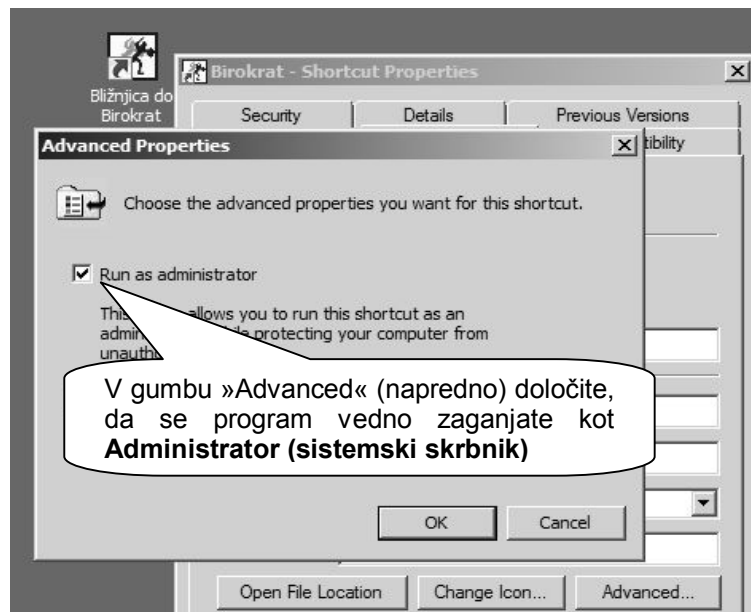 Bližnjica do
Birokrat
Birokrat - Shortcut Properties
Security
Details
Previous Versions
Advanced Properties
Choose the advanced properties you want for this shortcut.
Run as administrator
allows you to run this shortcut as an
protecting your computer from
V gumbu »Advanced« (napredno) določite,
da se program vedno zaganjate kot
Administrator (sistemski skrbnik)
OK
Cancel
Open File Location
Change Icon...
Advanced...